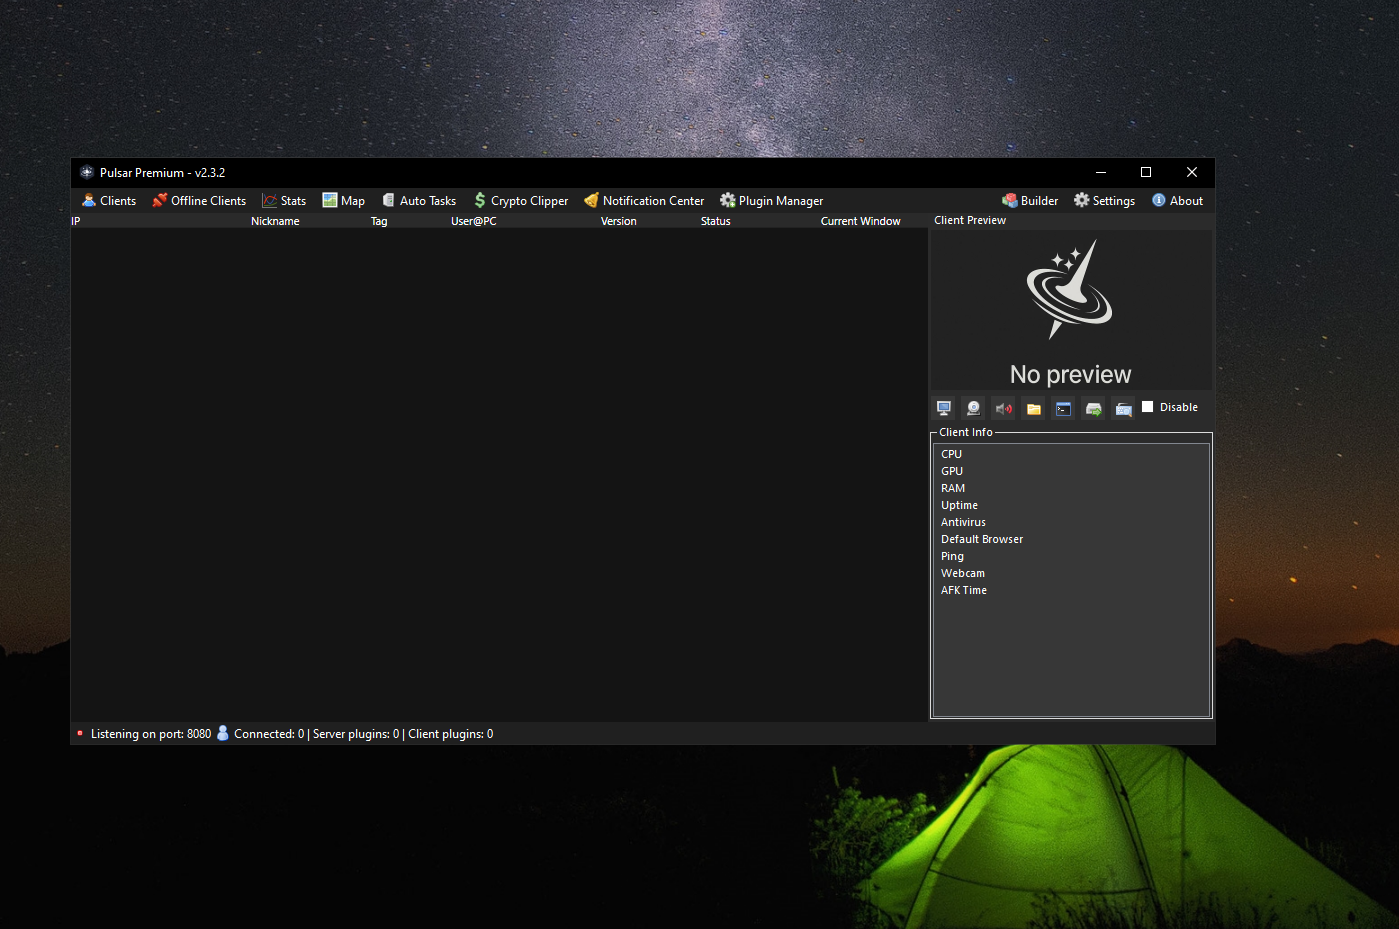 Pulsar Premium - v2.3.2
Clients Offline Clients Stats Map Auto Tasks Crypto Clipper Notification Center Plugin Manager Builder Settings About
IP Nickname Tag User@PC Version Status Current Window Client Preview
No preview
Disable
Client Info
CPU
GPU
RAM
Uptime
Antivirus
Default Browser
Ping
Webcam
AFK Time
Listening on port: 8080 Connected: 0 | Server plugins: 0 | Client plugins: 0